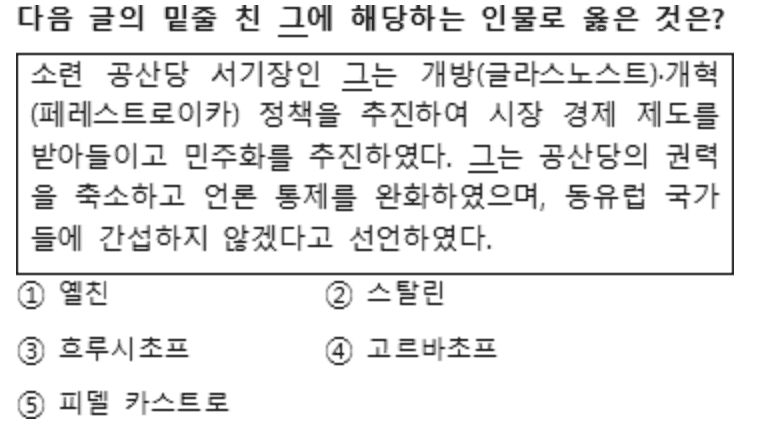 다음 글의 밑줄 친 그에 해당하는 인물로 옳은 것은?
소련 공산당 서기장인 그는 개방(글라스노스트)·개혁
(페레스트로이카) 정책을 추진하여 시장 경제 제도를
받아들이고 민주화를 추진하였다. 그는 공산당의 권력
을 축소하고 언론 통제를 완화하였으며, 동유럽 국가
들에 간섭하지 않겠다고 선언하였다.
① 옐친 ② 스탈린
③ 흐루시초프 ④ 고르바초프
⑤ 피델 카스트로